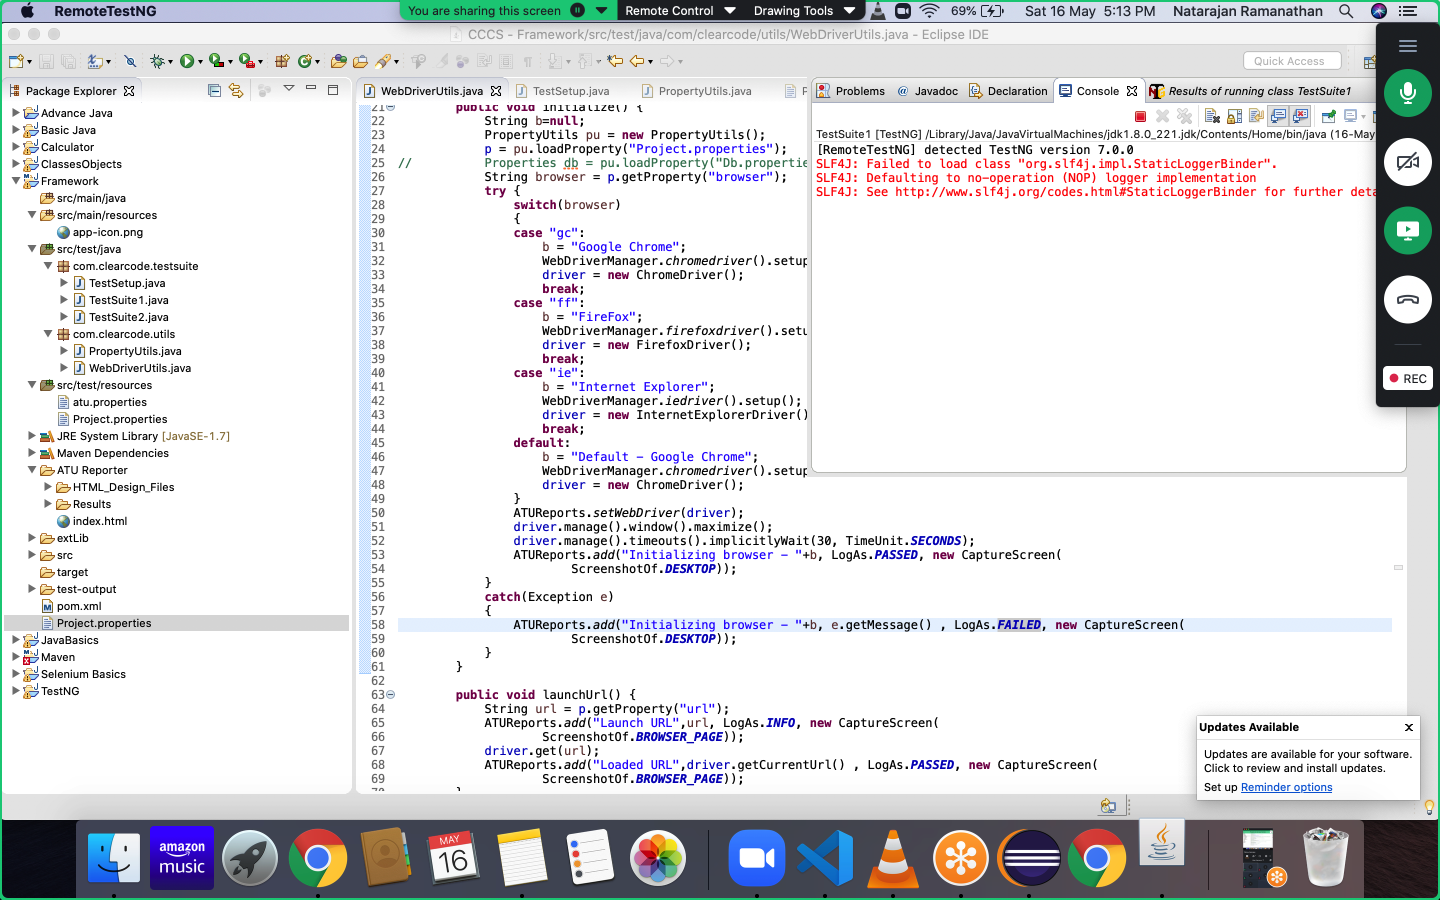 RemoteTestNG
You are sharing this screen
Remote Control
Drawing Tools
69%
Sat 16 May 5:13 PM
Natarajan Ramanathan
CCCS - Framework/src/test/java/com/clearcode/utils/WebDriverUtils.java - Eclipse IDE
Quick Access
Package Explorer
Advance Java
Basic Java
Calculator
ClassesObjects
Framework
src/main/java
src/main/resources
app-icon.png
src/test/java
com.clearcode.testsuite
TestSetup.java
TestSuite1.java
TestSuite2.java
com.clearcode.utils
PropertyUtils.java
WebDriverUtils.java
src/test/resources
atu.properties
Project.properties
JRE System Library [JavaSE-1.7]
Maven Dependencies
ATU Reporter
HTML_Design_Files
Results
index.html
extLib
src
target
test-output
pom.xml
Project.properties
JavaBasics
Maven
Selenium Basics
TestNG
WebDriverUtils.java
TestSetup.java
PropertyUtils.java
21 public void initialize() {
22 String b=null;
23 PropertyUtils pu = new PropertyUtils();
24 p = pu.loadProperty("Project.properties");
25 // Properties db = pu.loadProperty("Db.propertie
26 String browser = p.getProperty("browser");
27 try {
28 switch(browser)
29 {
30 case "gc":
31 b = "Google Chrome";
32 WebDriverManager.chromedriver().setup
33 driver = new ChromeDriver();
34 break;
35 case "ff":
36 b = "FireFox";
37 WebDriverManager.firefoxdriver().setu
38 driver = new FirefoxDriver();
39 break;
40 case "ie":
41 b = "Internet Explorer";
42 WebDriverManager.iedriver().setup();
43 driver = new InternetExplorerDriver()
44 break;
45 default:
46 b = "Default - Google Chrome";
47 WebDriverManager.chromedriver().setup
48 driver = new ChromeDriver();
49 }
50 ATUReports.setWebDriver(driver);
51 driver.manage().window().maximize();
52 driver.manage().timeouts().implicitlyWait(30, TimeUnit.SECONDS);
53 ATUReports.add("Initializing browser - "+b, LogAs.PASSED, new CaptureScreen(
54 ScreenshotOf.DESKTOP));
55 }
56 catch(Exception e)
57 {
58 ATUReports.add("Initializing browser - "+b, e.getMessage() , LogAs.FAILED, new CaptureScreen(
59 ScreenshotOf.DESKTOP));
60 }
61 }
62
63 public void launchUrl() {
64 String url = p.getProperty("url");
65 ATUReports.add("Launch URL",url, LogAs.INFO, new CaptureScreen(
66 ScreenshotOf.BROWSER_PAGE));
67 driver.get(url);
68 ATUReports.add("Loaded URL",driver.getCurrentUrl() , LogAs.PASSED, new CaptureScreen(
69 ScreenshotOf.BROWSER_PAGE));
Problems
Javadoc
Declaration
Console
Results of running class TestSuite1
TestSuite1 [TestNG] /Library/Java/JavaVirtualMachines/jdk1.8.0_221.jdk/Contents/Home/bin/java (16-May
[RemoteTestNG] detected TestNG version 7.0.0
SLF4J: Failed to load class "org.slf4j.impl.StaticLoggerBinder".
SLF4J: Defaulting to no-operation (NOP) logger implementation
SLF4J: See http://www.slf4j.org/codes.html#StaticLoggerBinder for further deta
REC
Updates Available
Updates are available for your software.
Click to review and install updates.
Set up Reminder options
amazon
music
MAY
16